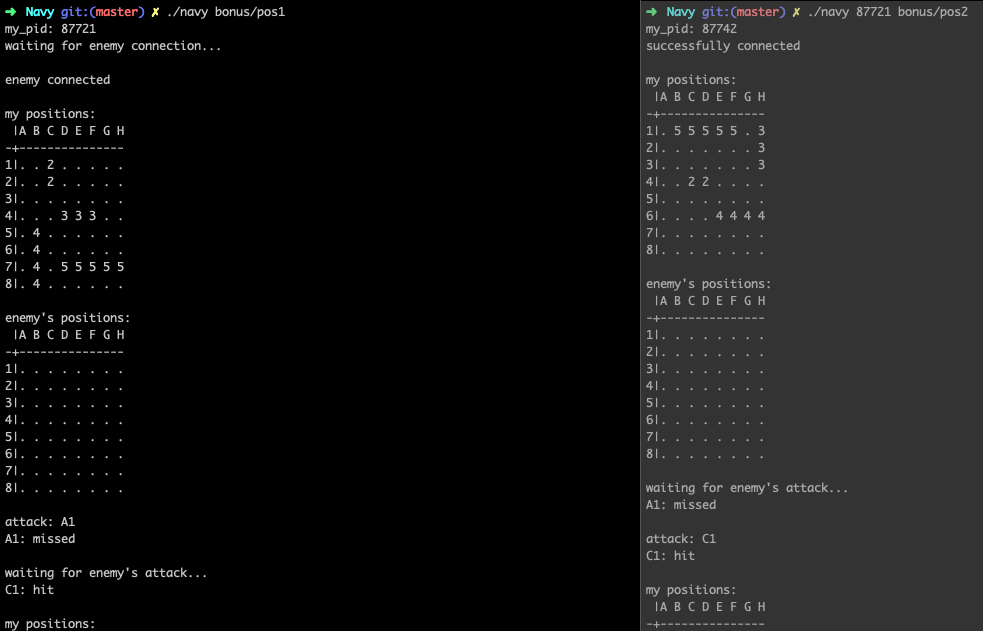 ➜ Navy git:(master) ✗ ./navy bonus/pos1
my_pid: 87721
waiting for enemy connection...
enemy connected
my positions:
 |A B C D E F G H
-+---------------
1|. . 2 . . . . .
2|. . 2 . . . . .
3|. . . . . . . .
4|. . . 3 3 3 . .
5|. 4 . . . . . .
6|. 4 . . . . . .
7|. 4 . 5 5 5 5 5
8|. 4 . . . . . .
enemy's positions:
 |A B C D E F G H
-+---------------
1|. . . . . . . .
2|. . . . . . . .
3|. . . . . . . .
4|. . . . . . . .
5|. . . . . . . .
6|. . . . . . . .
7|. . . . . . . .
8|. . . . . . . .
attack: A1
A1: missed
waiting for enemy's attack...
C1: hit
my positions:
➜ Navy git:(master) ✗ ./navy 87721 bonus/pos2
my_pid: 87742
successfully connected
my positions:
 |A B C D E F G H
-+---------------
1|. 5 5 5 5 5 . 3
2|. . . . . . . 3
3|. . . . . . . 3
4|. . 2 2 . . . .
5|. . . . . . . .
6|. . . . 4 4 4 4
7|. . . . . . . .
8|. . . . . . . .
enemy's positions:
 |A B C D E F G H
-+---------------
1|. . . . . . . .
2|. . . . . . . .
3|. . . . . . . .
4|. . . . . . . .
5|. . . . . . . .
6|. . . . . . . .
7|. . . . . . . .
8|. . . . . . . .
waiting for enemy's attack...
A1: missed
attack: C1
C1: hit
my positions:
 |A B C D E F G H
-+---------------